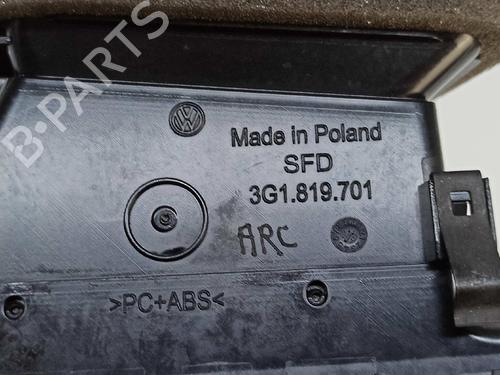 B-PARTS
Made in Poland
SFD
3G1.819.701
ARC
>PC+ABS<